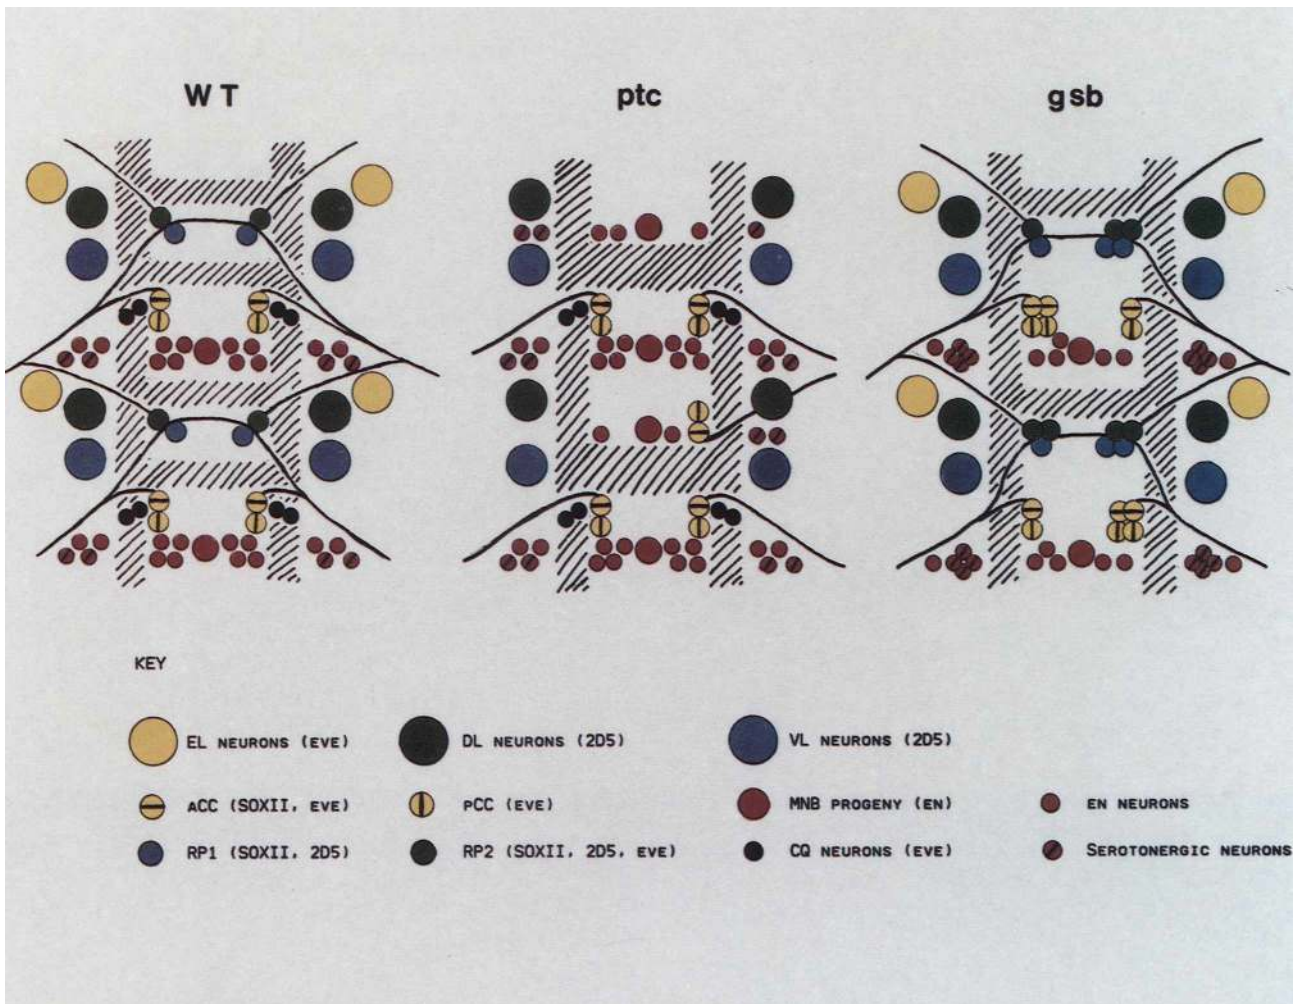 WT ptc gsb
KEY
EL NEURONS (EVE) DL NEURONS (2D5) VL NEURONS (2D5)
ACC (SOXII, EVE) PCC (EVE) MNB PROGENY (EN) EN NEURONS
RP1 (SOXII, 2D5) RP2 (SOXII, 2D5, EVE) CQ NEURONS (EVE) SEROTONERGIC NEURONS